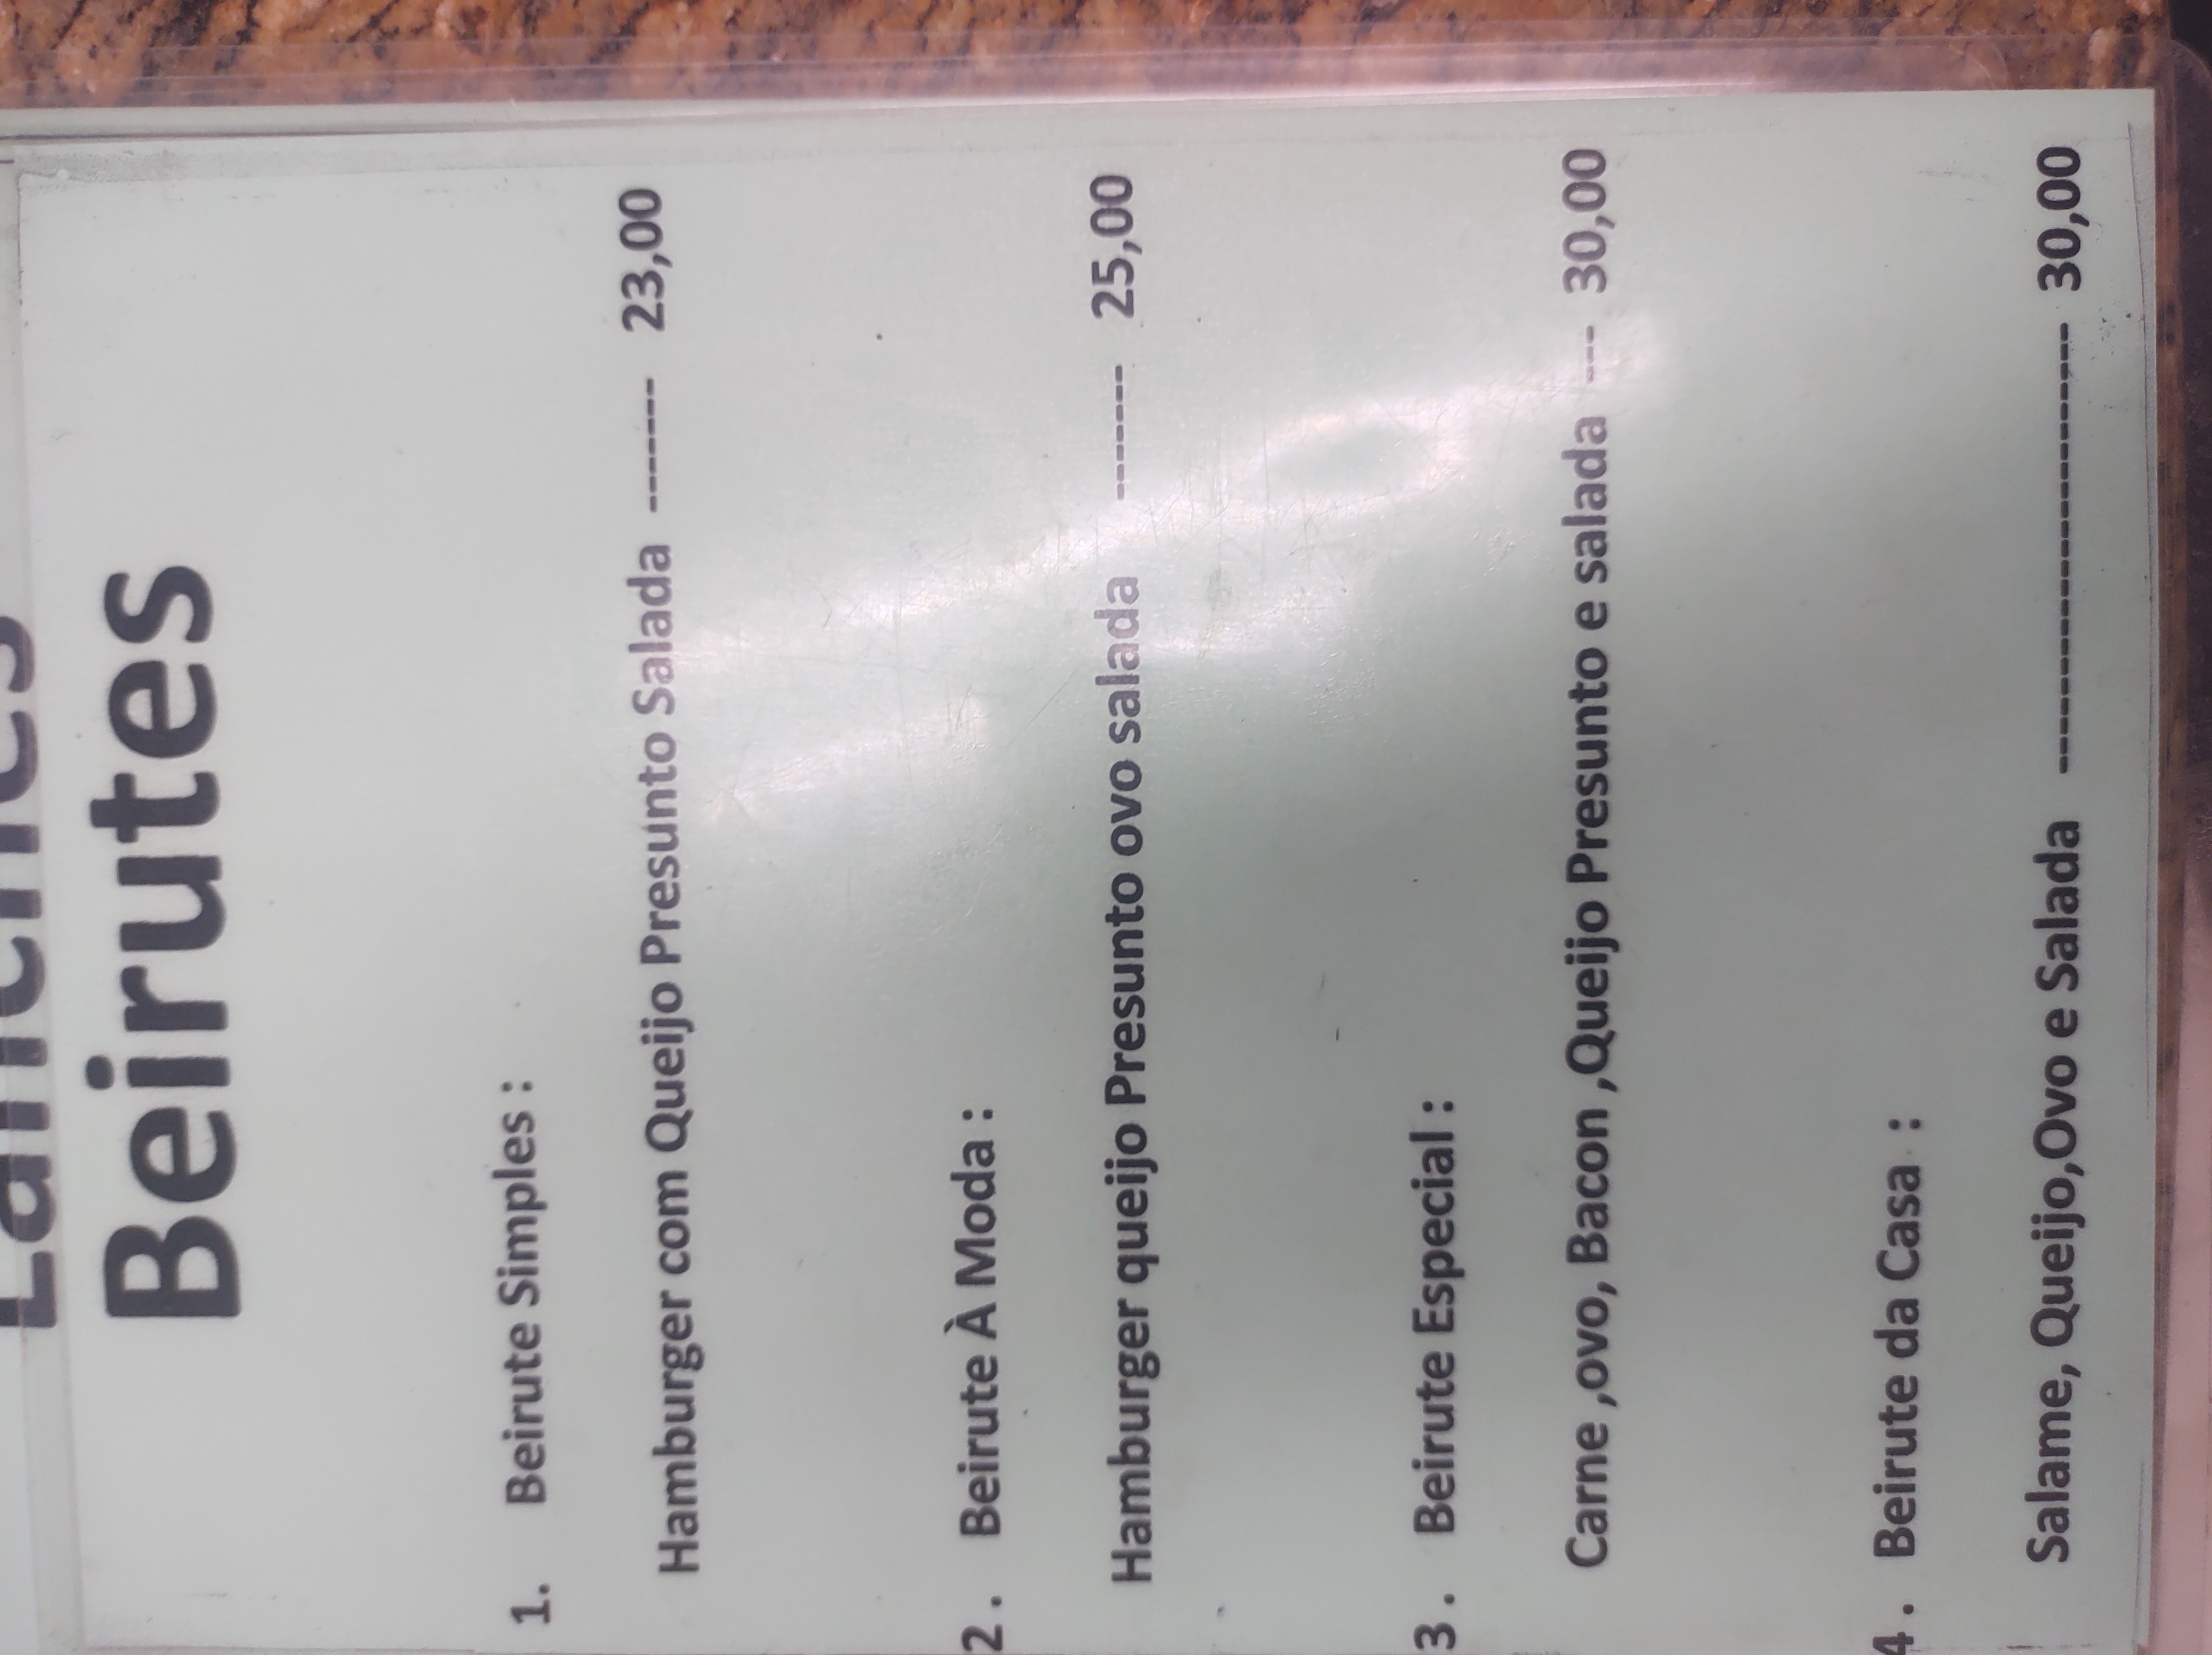 Lanches
Beirutes
1. Beirute Simples :
Hamburger com Queijo Presunto Salada ------- 23,00
2 . Beirute À Moda :
Hamburger queijo Presunto ovo salada ------- 25,00
3 . Beirute Especial :
Carne ,ovo, Bacon ,Queijo Presunto e salada --- 30,00
4 . Beirute da Casa :
Salame, Queijo,Ovo e Salada ------------------------ 30,00